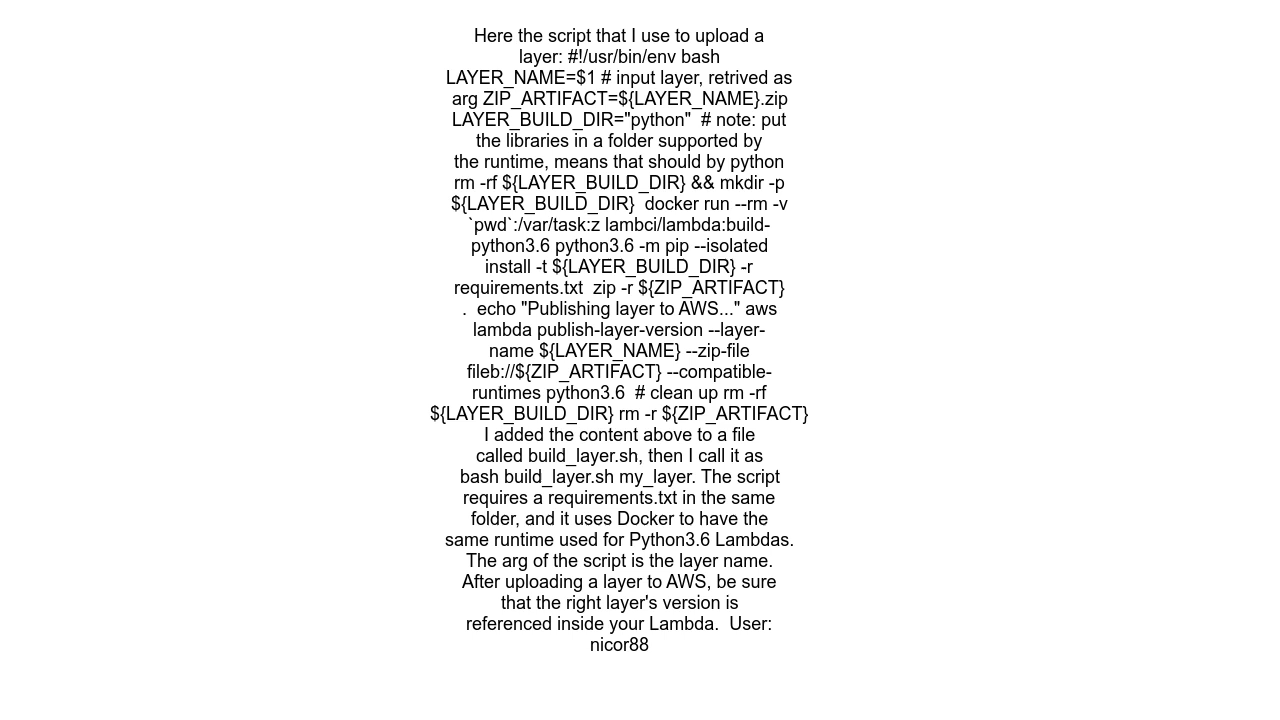 Here the script that I use to upload a
layer: #!/usr/bin/env bash
LAYER_NAME=$1 # input layer, retrived as
arg ZIP_ARTIFACT=${LAYER_NAME}.zip
LAYER_BUILD_DIR="python"  # note: put
the libraries in a folder supported by
the runtime, means that should by python
rm -rf ${LAYER_BUILD_DIR} && mkdir -p
${LAYER_BUILD_DIR}  docker run --rm -v
`pwd`:/var/task:z lambci/lambda:build-
python3.6 python3.6 -m pip --isolated
install -t ${LAYER_BUILD_DIR} -r
requirements.txt  zip -r ${ZIP_ARTIFACT}
.  echo "Publishing layer to AWS..." aws
lambda publish-layer-version --layer-
name ${LAYER_NAME} --zip-file
fileb://${ZIP_ARTIFACT} --compatible-
runtimes python3.6  # clean up rm -rf
${LAYER_BUILD_DIR} rm -r ${ZIP_ARTIFACT}
I added the content above to a file
called build_layer.sh, then I call it as
bash build_layer.sh my_layer. The script
requires a requirements.txt in the same
folder, and it uses Docker to have the
same runtime used for Python3.6 Lambdas.
The arg of the script is the layer name.
After uploading a layer to AWS, be sure
that the right layer's version is
referenced inside your Lambda.  User:
nicor88